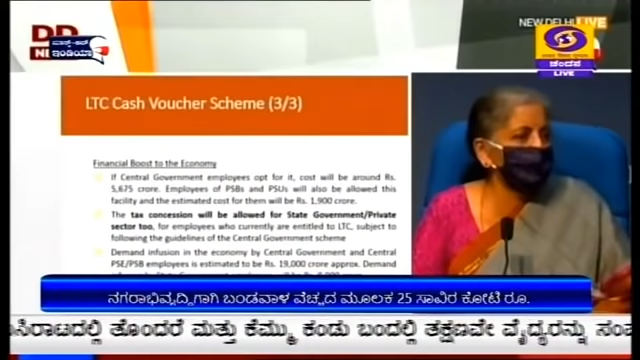 DD
NE
ಮಾಸ್ಕ್-ಅಪ್
ಇಂಡಿಯಾ
NEW DELHI LIVE
ಚಂದನ
LIVE
LTC Cash Voucher Scheme (3/3)
Financial Boost to the Economy
If Central Government employees opt for it, cost will be around Rs.
5,675 crore. Employees of PSBs and PSUs will also be allowed this
facility and the estimated cost for them will be Rs. 1,900 crore.
The tax concession will be allowed for State Government/Private
sector too, for employees who currently are entitled to LTC, subject to
following the guidelines of the Central Government scheme
Demand infusion in the economy by Central Government and Central
PSE/PSB employees is estimated to be Rs. 19,000 crore approx. Demand
ನಗರಾಭಿವೃದ್ಧಿಗಾಗಿ ಬಂಡವಾಳ ವೆಚ್ಚದ ಮೂಲಕ 25 ಸಾವಿರ ಕೋಟಿ ರೂ.
ುಸಿರಾಟದಲ್ಲಿ ತೊಂದರೆ ಮತ್ತು ಕೆಮ್ಮು ಕಂಡು ಬಂದಲ್ಲಿ ತಕ್ಷಣವೇ ವೈದ್ಯರನ್ನು ಸಂಪ